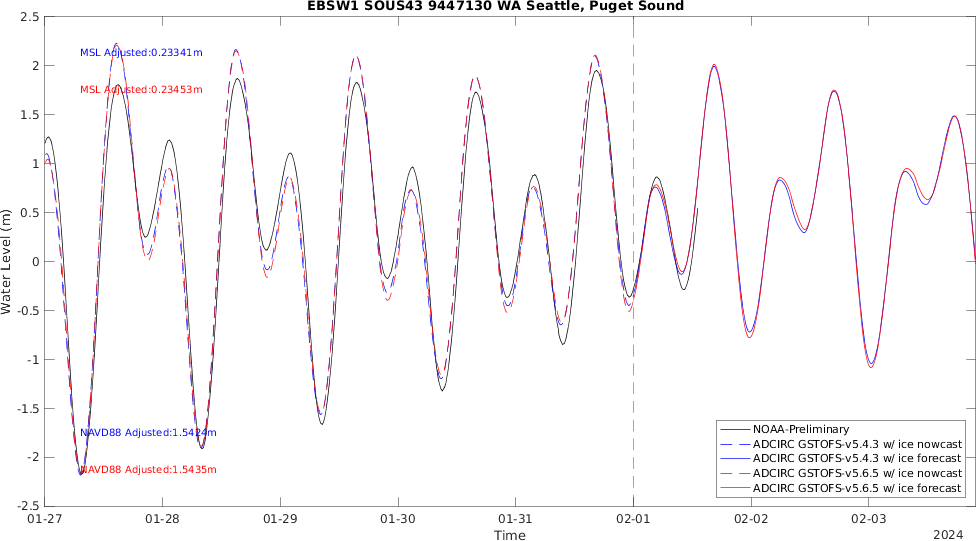 EBSW1 SOUS43 9447130 WA Seattle, Puget Sound
2.5
2
1.5
1
0.5
0
-0.5
-1
-1.5
-2
-2.5
Water Level (m)
MSL Adjusted:0.23341m
MSL Adjusted:0.23453m
NAVD88 Adjusted:1.5424m
NAVD88 Adjusted:1.5435m
NOAA-Preliminary
ADCIRC GSTOFS-v5.4.3 w/ ice nowcast
ADCIRC GSTOFS-v5.4.3 w/ ice forecast
ADCIRC GSTOFS-v5.6.5 w/ ice nowcast
ADCIRC GSTOFS-v5.6.5 w/ ice forecast
01-27 01-28 01-29 01-30 01-31 02-01 02-02 02-03
Time
2024